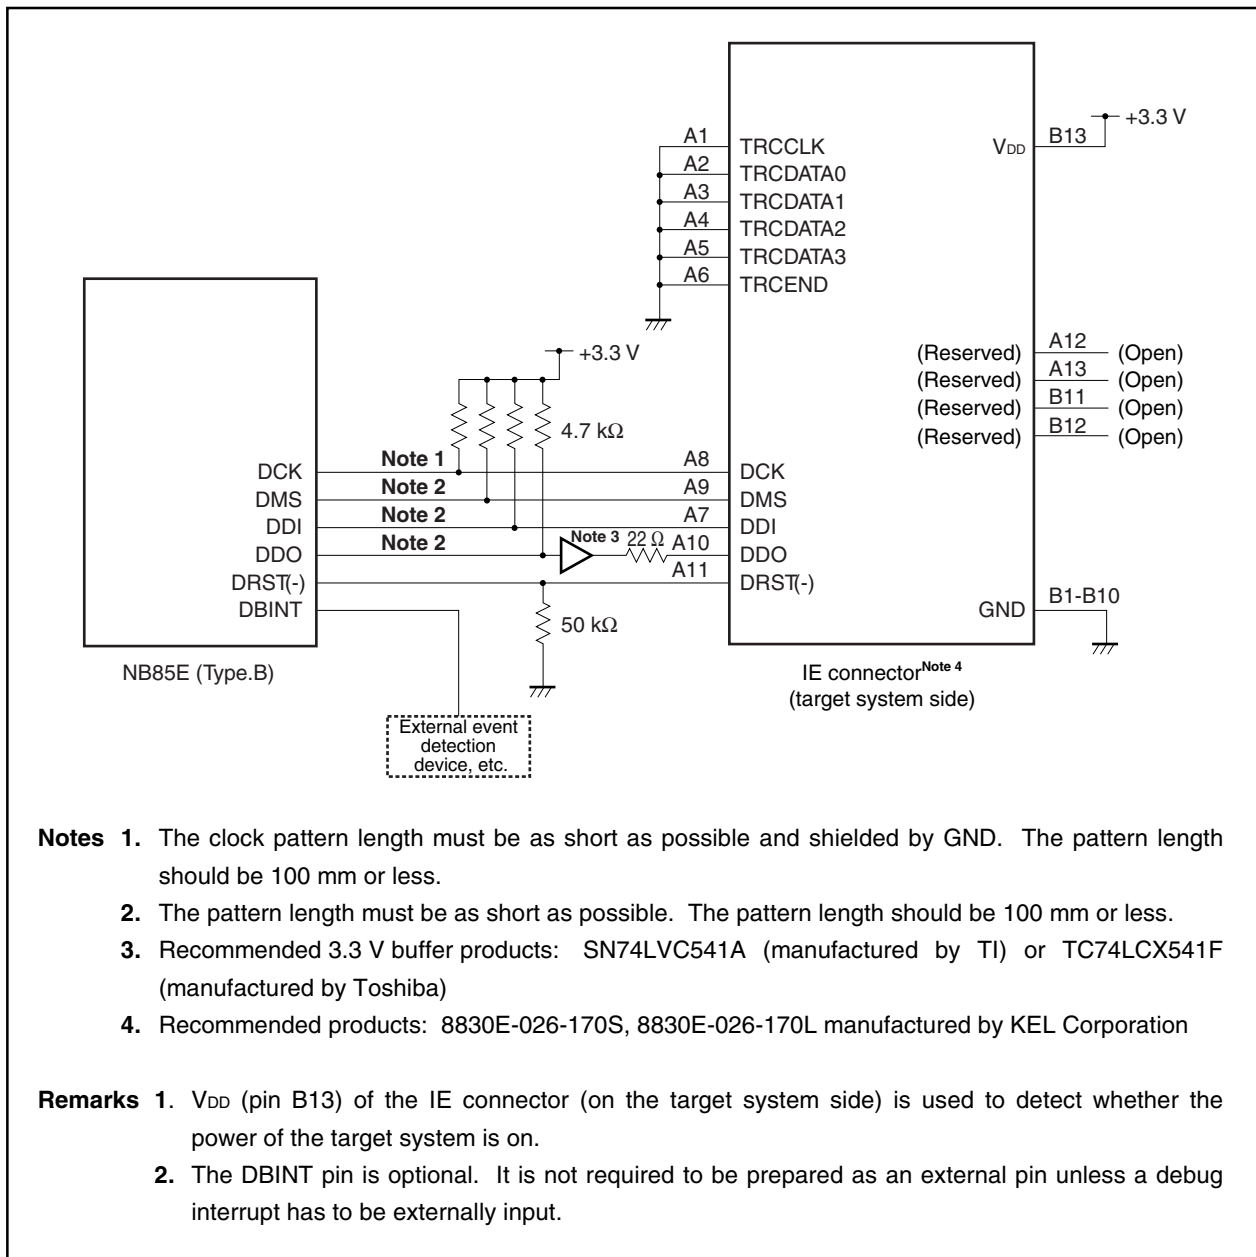 A1 TRCCLK
A2 TRCDATA0
A3 TRCDATA1
A4 TRCDATA2
A5 TRCDATA3
A6 TRCEND
VDD B13 +3.3 V
(Reserved) A12 (Open)
(Reserved) A13 (Open)
(Reserved) B11 (Open)
(Reserved) B12 (Open)
+3.3 V
4.7 kΩ
DCK Note 1 A8 DCK
DMS Note 2 A9 DMS
DDI Note 2 A7 DDI
DDO Note 2 Note 3 22 Ω A10 DDO
DRST(-) A11 DRST(-)
DBINT
50 kΩ
GND B1-B10
NB85E (Type.B)
IE connector Note 4
(target system side)
External event
detection
device, etc.
Notes 1. The clock pattern length must be as short as possible and shielded by GND. The pattern length
should be 100 mm or less.
2. The pattern length must be as short as possible. The pattern length should be 100 mm or less.
3. Recommended 3.3 V buffer products: SN74LVC541A (manufactured by TI) or TC74LCX541F
(manufactured by Toshiba)
4. Recommended products: 8830E-026-170S, 8830E-026-170L manufactured by KEL Corporation
Remarks 1. VDD (pin B13) of the IE connector (on the target system side) is used to detect whether the
power of the target system is on.
2. The DBINT pin is optional. It is not required to be prepared as an external pin unless a debug
interrupt has to be externally input.